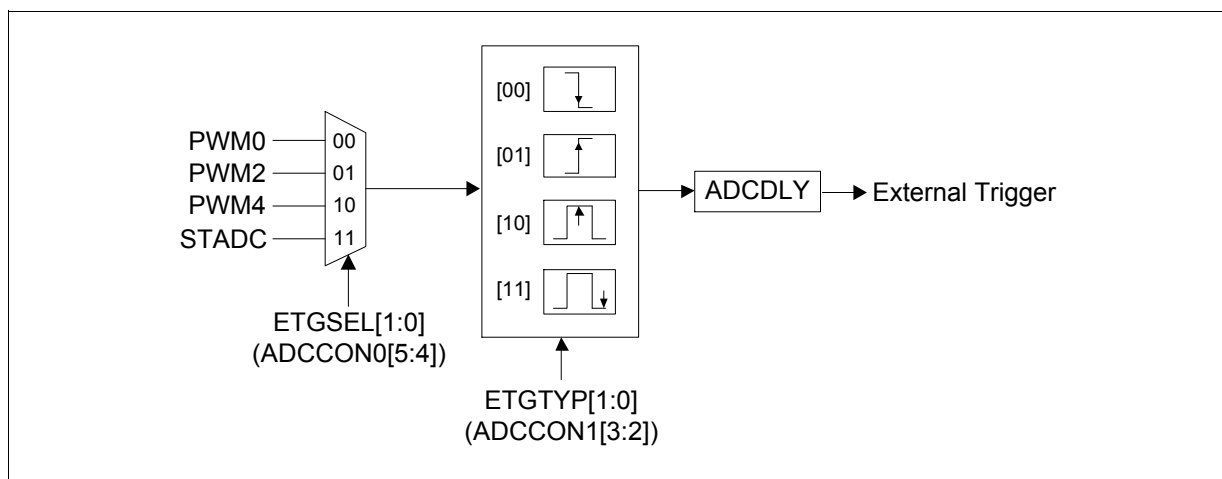 PWM0
PWM2
PWM4
STADC
00
01
10
11
ETGSEL[1:0]
(ADCCON0[5:4])
[00]
[01]
[10]
[11]
ETGTYP[1:0]
(ADCCON1[3:2])
ADCDLY
External Trigger